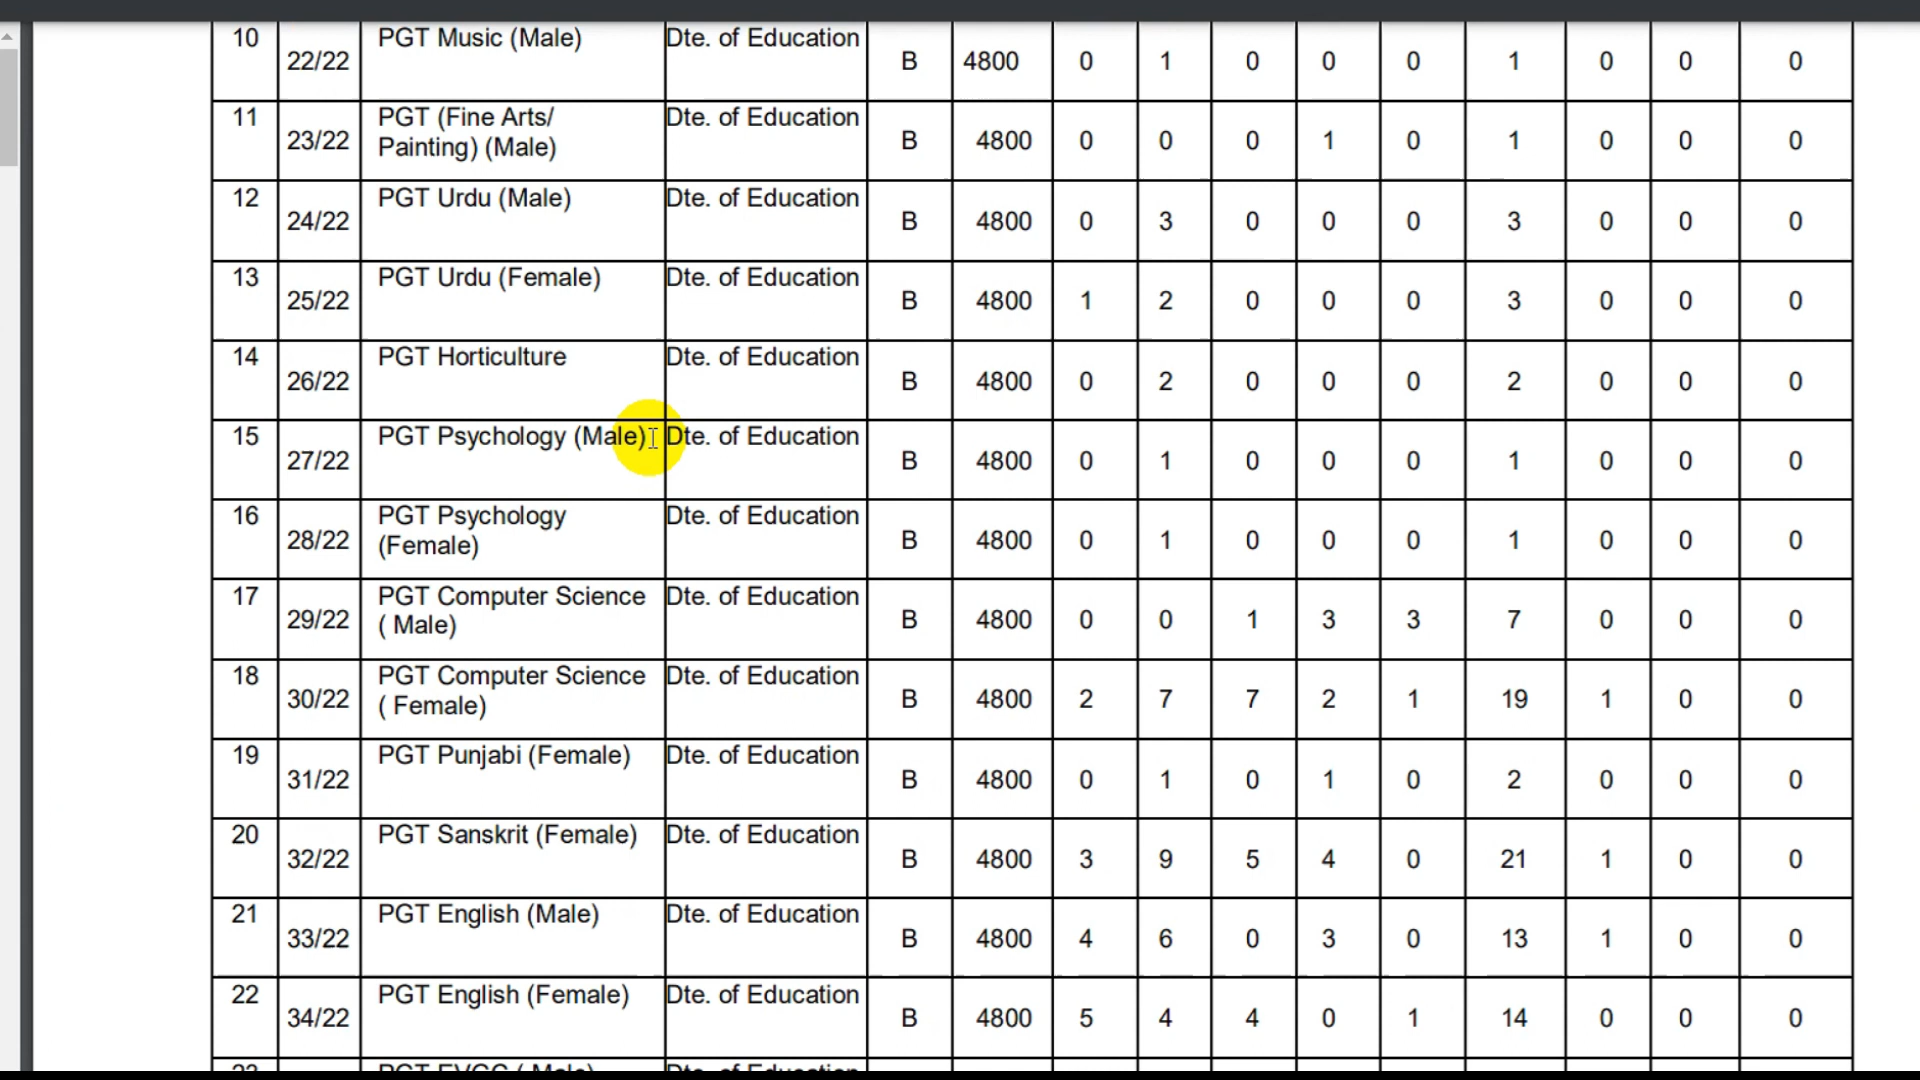 10 22/22 PGT Music (Male) Dte. of Education B 4800 0 1 0 0 0 1 0 0 0
11 23/22 PGT (Fine Arts/ Dte. of Education B 4800 0 0 0 1 0 1 0 0 0
Painting) (Male)
12 24/22 PGT Urdu (Male) Dte. of Education B 4800 0 3 0 0 0 3 0 0 0
13 25/22 PGT Urdu (Female) Dte. of Education B 4800 1 2 0 0 0 3 0 0 0
14 26/22 PGT Horticulture Dte. of Education B 4800 0 2 0 0 0 2 0 0 0
15 27/22 PGT Psychology (Male) Dte. of Education B 4800 0 1 0 0 0 1 0 0 0
16 28/22 PGT Psychology Dte. of Education B 4800 0 1 0 0 0 1 0 0 0
(Female)
17 29/22 PGT Computer Science Dte. of Education B 4800 0 0 1 3 3 7 0 0 0
( Male)
18 30/22 PGT Computer Science Dte. of Education B 4800 2 7 7 2 1 19 1 0 0
( Female)
19 31/22 PGT Punjabi (Female) Dte. of Education B 4800 0 1 0 1 0 2 0 0 0
20 32/22 PGT Sanskrit (Female) Dte. of Education B 4800 3 9 5 4 0 21 1 0 0
21 33/22 PGT English (Male) Dte. of Education B 4800 4 6 0 3 0 13 1 0 0
22 34/22 PGT English (Female) Dte. of Education B 4800 5 4 4 0 1 14 0 0 0
23 PGT EVGC ( Male) Dte. of Education